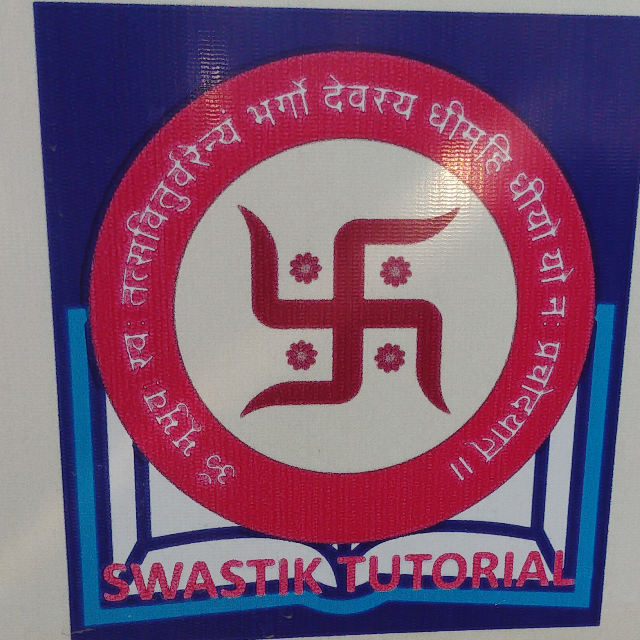 ॐ भूर्भुवः स्वः तत्सवितुर्वरेन्यं भर्गो देवस्य धीमहि धीयो यो नः प्रचोदयात् ॥
SWASTIK TUTORIAL